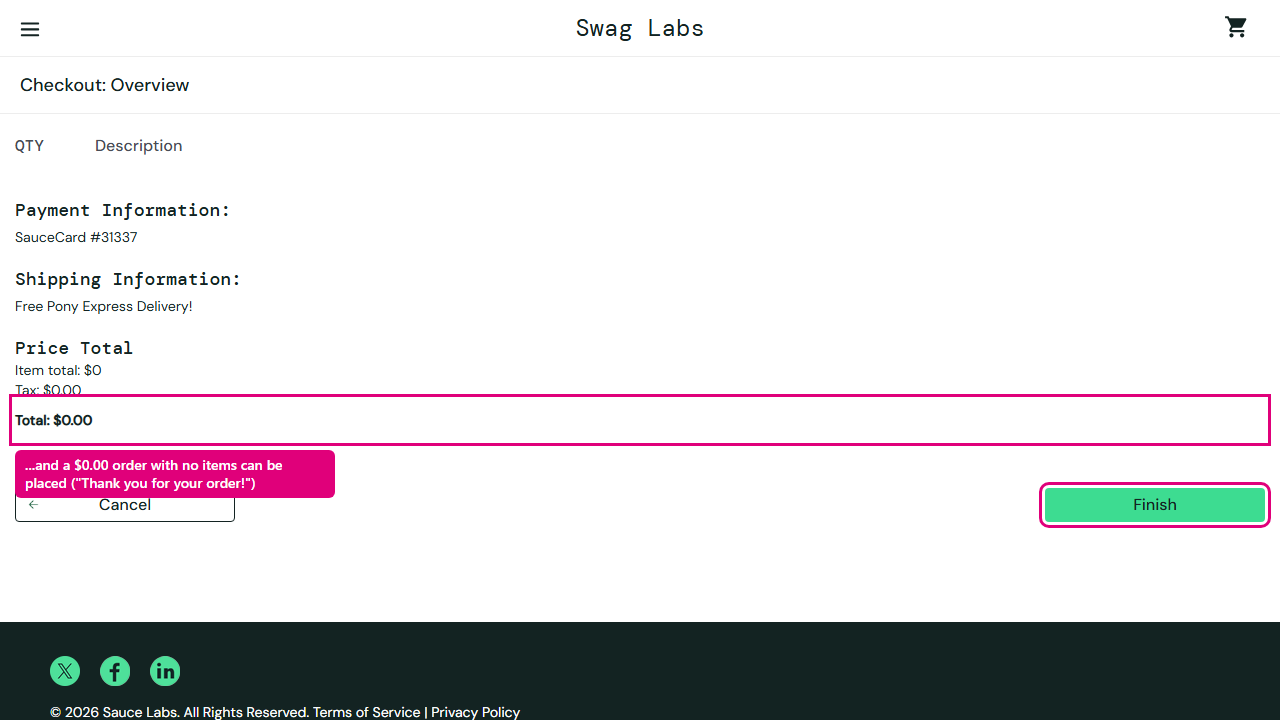 Swag Labs
Checkout: Overview
QTY Description
Payment Information:
SauceCard #31337
Shipping Information:
Free Pony Express Delivery!
Price Total
Item total: $0
Tax: $0.00
Total: $0.00
...and a $0.00 order with no items can be
placed ("Thank you for your order!")
Cancel
Finish
© 2026 Sauce Labs. All Rights Reserved. Terms of Service | Privacy Policy